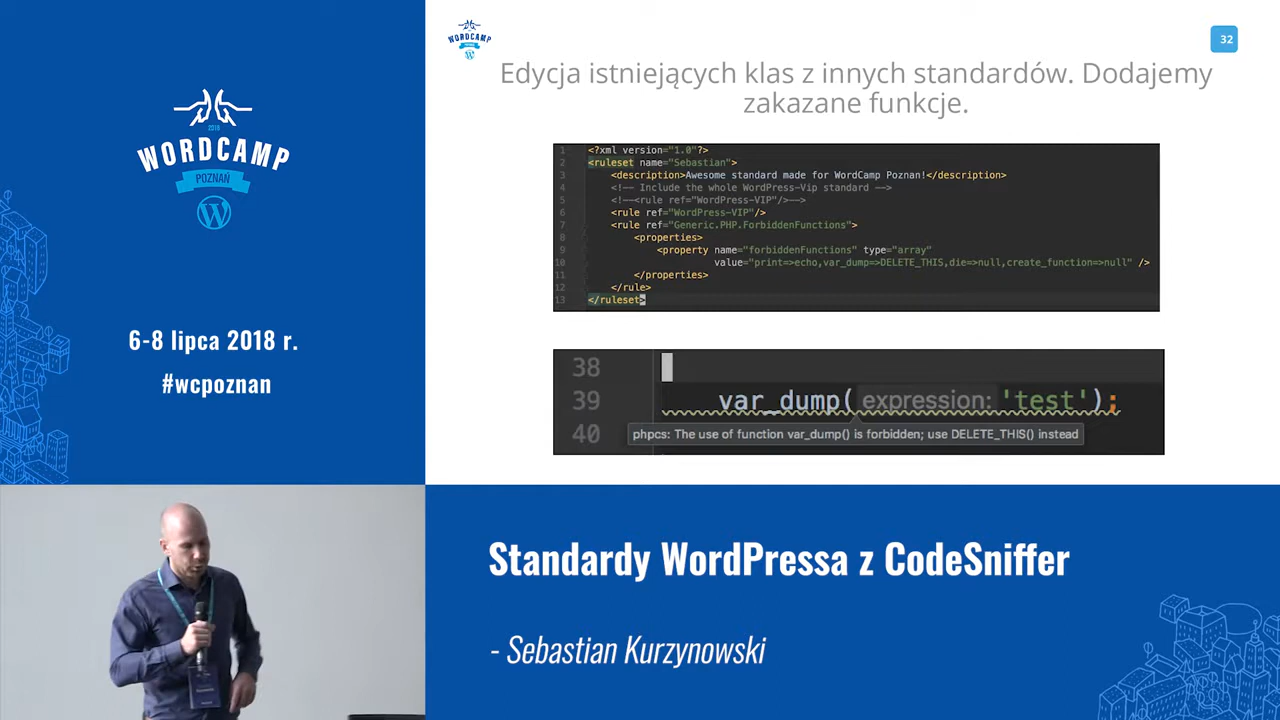 2018
WORDCAMP
POZNAŃ
6-8 lipca 2018 r.
#wcpoznan
WORDCAMP
32
Edycja istniejących klas z innych standardów. Dodajemy
zakazane funkcje.
1 <?xml version="1.0"?>
2 <ruleset name="Sebastian">
3 <description>Awesome standard made for WordCamp Poznan!</description>
4 <!-- Include the whole WordPress-Vip standard -->
5 <!--<rule ref="WordPress-VIP"/>-->
6 <rule ref="WordPress-VIP"/>
7 <rule ref="Generic.PHP.ForbiddenFunctions">
8 <properties>
9 <property name="forbiddenFunctions" type="array"
10 value="print=>echo,var_dump=>DELETE_THIS,die=>null,create_function=>null" />
11 </properties>
12 </rule>
13 </ruleset>
38
39 var_dump( expression: 'test');
40 phpcs: The use of function var_dump() is forbidden; use DELETE_THIS() instead
Standardy WordPressa z CodeSniffer
- Sebastian Kurzynowski